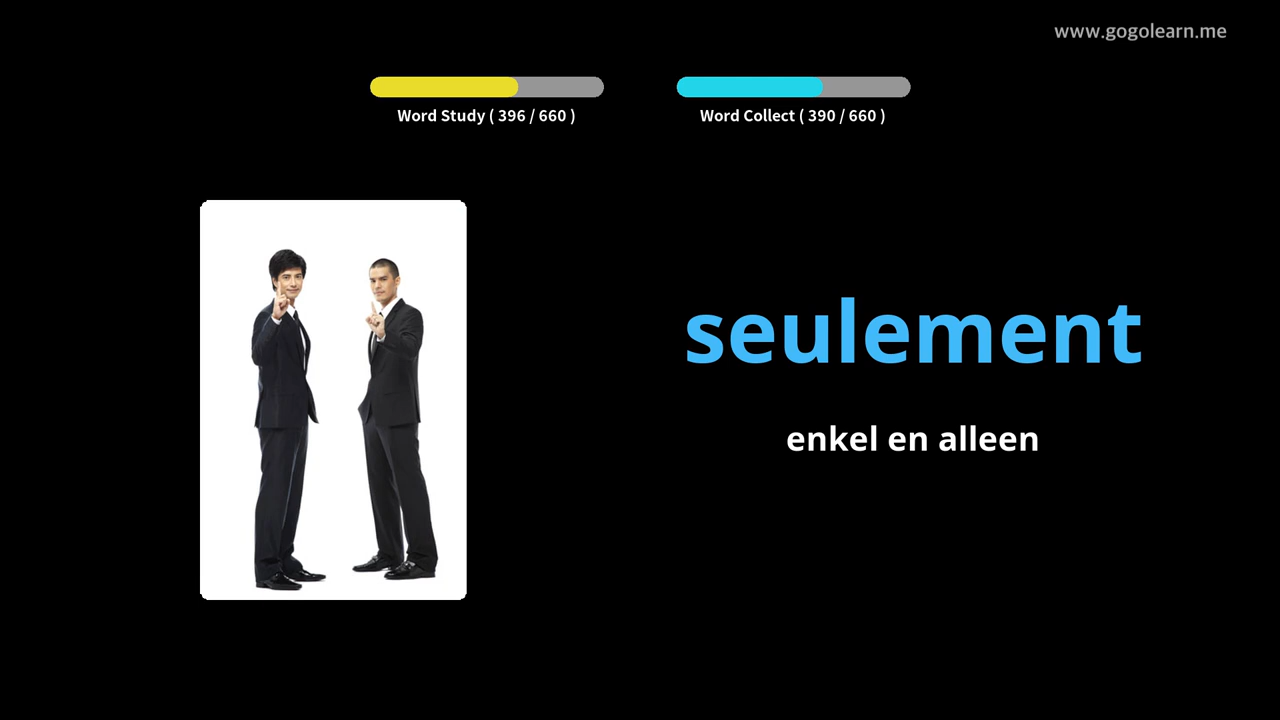 www.gogolearn.me
Word Study ( 396 / 660 )
Word Collect ( 390 / 660 )
seulement
enkel en alleen